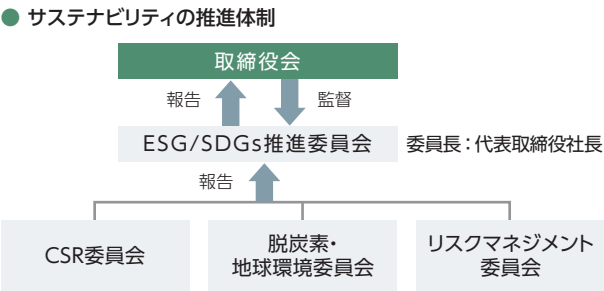 ● サステナビリティの推進体制
取締役会
報告
監督
ESG/SDGs推進委員会
委員長：代表取締役社長
報告
CSR委員会
脱炭素・
地球環境委員会
リスクマネジメント
委員会